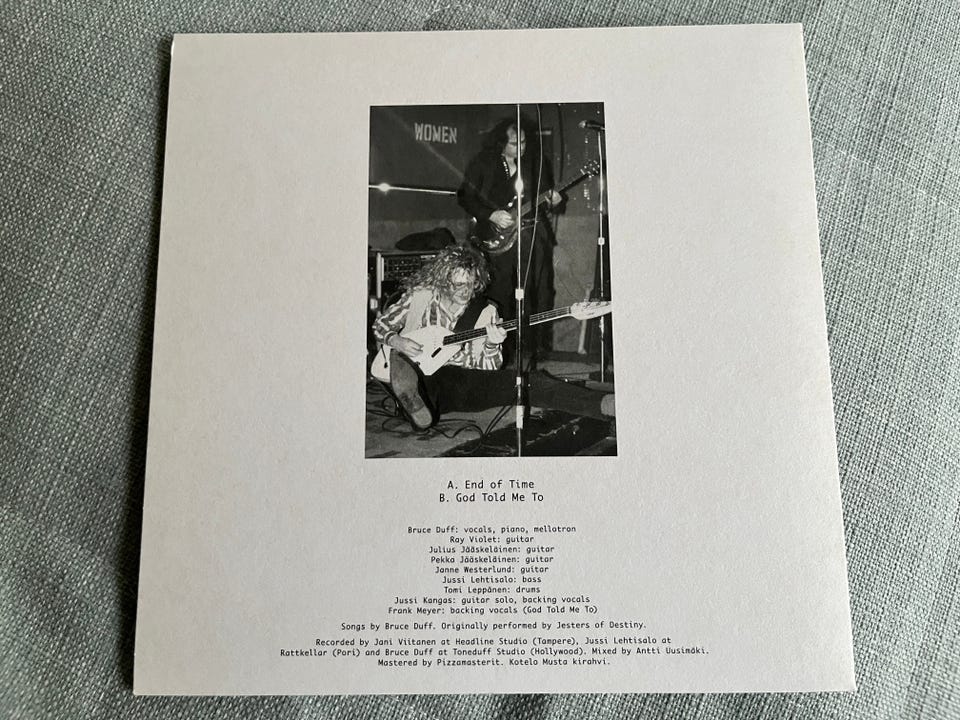 WOMEN
A. End of Time
B. God Told Me To
Bruce Duff: vocals, piano, mellotron
Ray Violet: guitar
Julius Jääskeläinen: guitar
Pekka Jääskeläinen: guitar
Janne Westerlund: guitar
Jussi Lehtisalo: bass
Tomi Leppänen: drums
Jussi Kangas: guitar solo, backing vocals
Frank Meyer: backing vocals (God Told Me To)
Songs by Bruce Duff. Originally performed by Jesters of Destiny.
Recorded by Jani Viitanen at Headline Studio (Tampere), Jussi Lehtisalo at
Rattkellar (Pori) and Bruce Duff at Toneduff Studio (Hollywood). Mixed by Antti Uusimäki.
Mastered by Pizzamasterit. Kotelo Musta kirahvi.